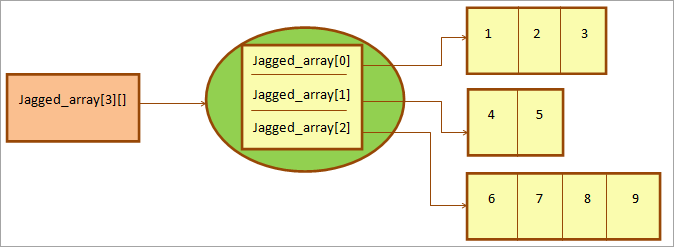 Jagged_array[3][]
Jagged_array[0]
Jagged_array[1]
Jagged_array[2]
1 2 3
4 5
6 7 8 9